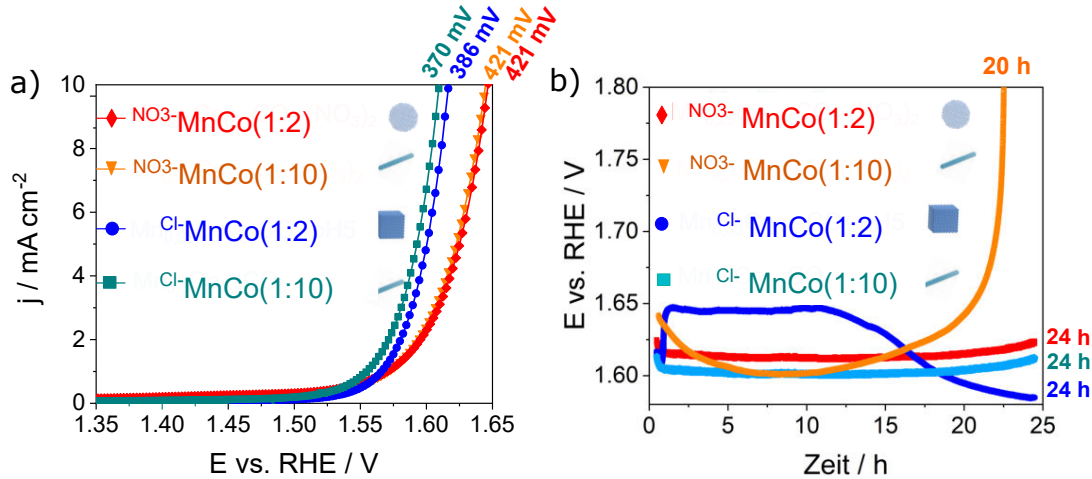 a)
370 mV
386 mV
421 mV
421 mV
j / mA cm-2
10
8
6
4
2
0
NO3-MnCo(1:2)
NO3-MnCo(1:10)
Cl-MnCo(1:2)
Cl-MnCo(1:10)
1.35
1.40
1.45
1.50
1.55
1.60
1.65
E vs. RHE / V
b)
20 h
E vs. RHE / V
1.80
1.75
1.70
1.65
1.60
NO3- MnCo(1:2)
NO3- MnCo(1:10)
Cl- MnCo(1:2)
Cl- MnCo(1:10)
24 h
24 h
24 h
0
5
10
15
20
25
Zeit / h